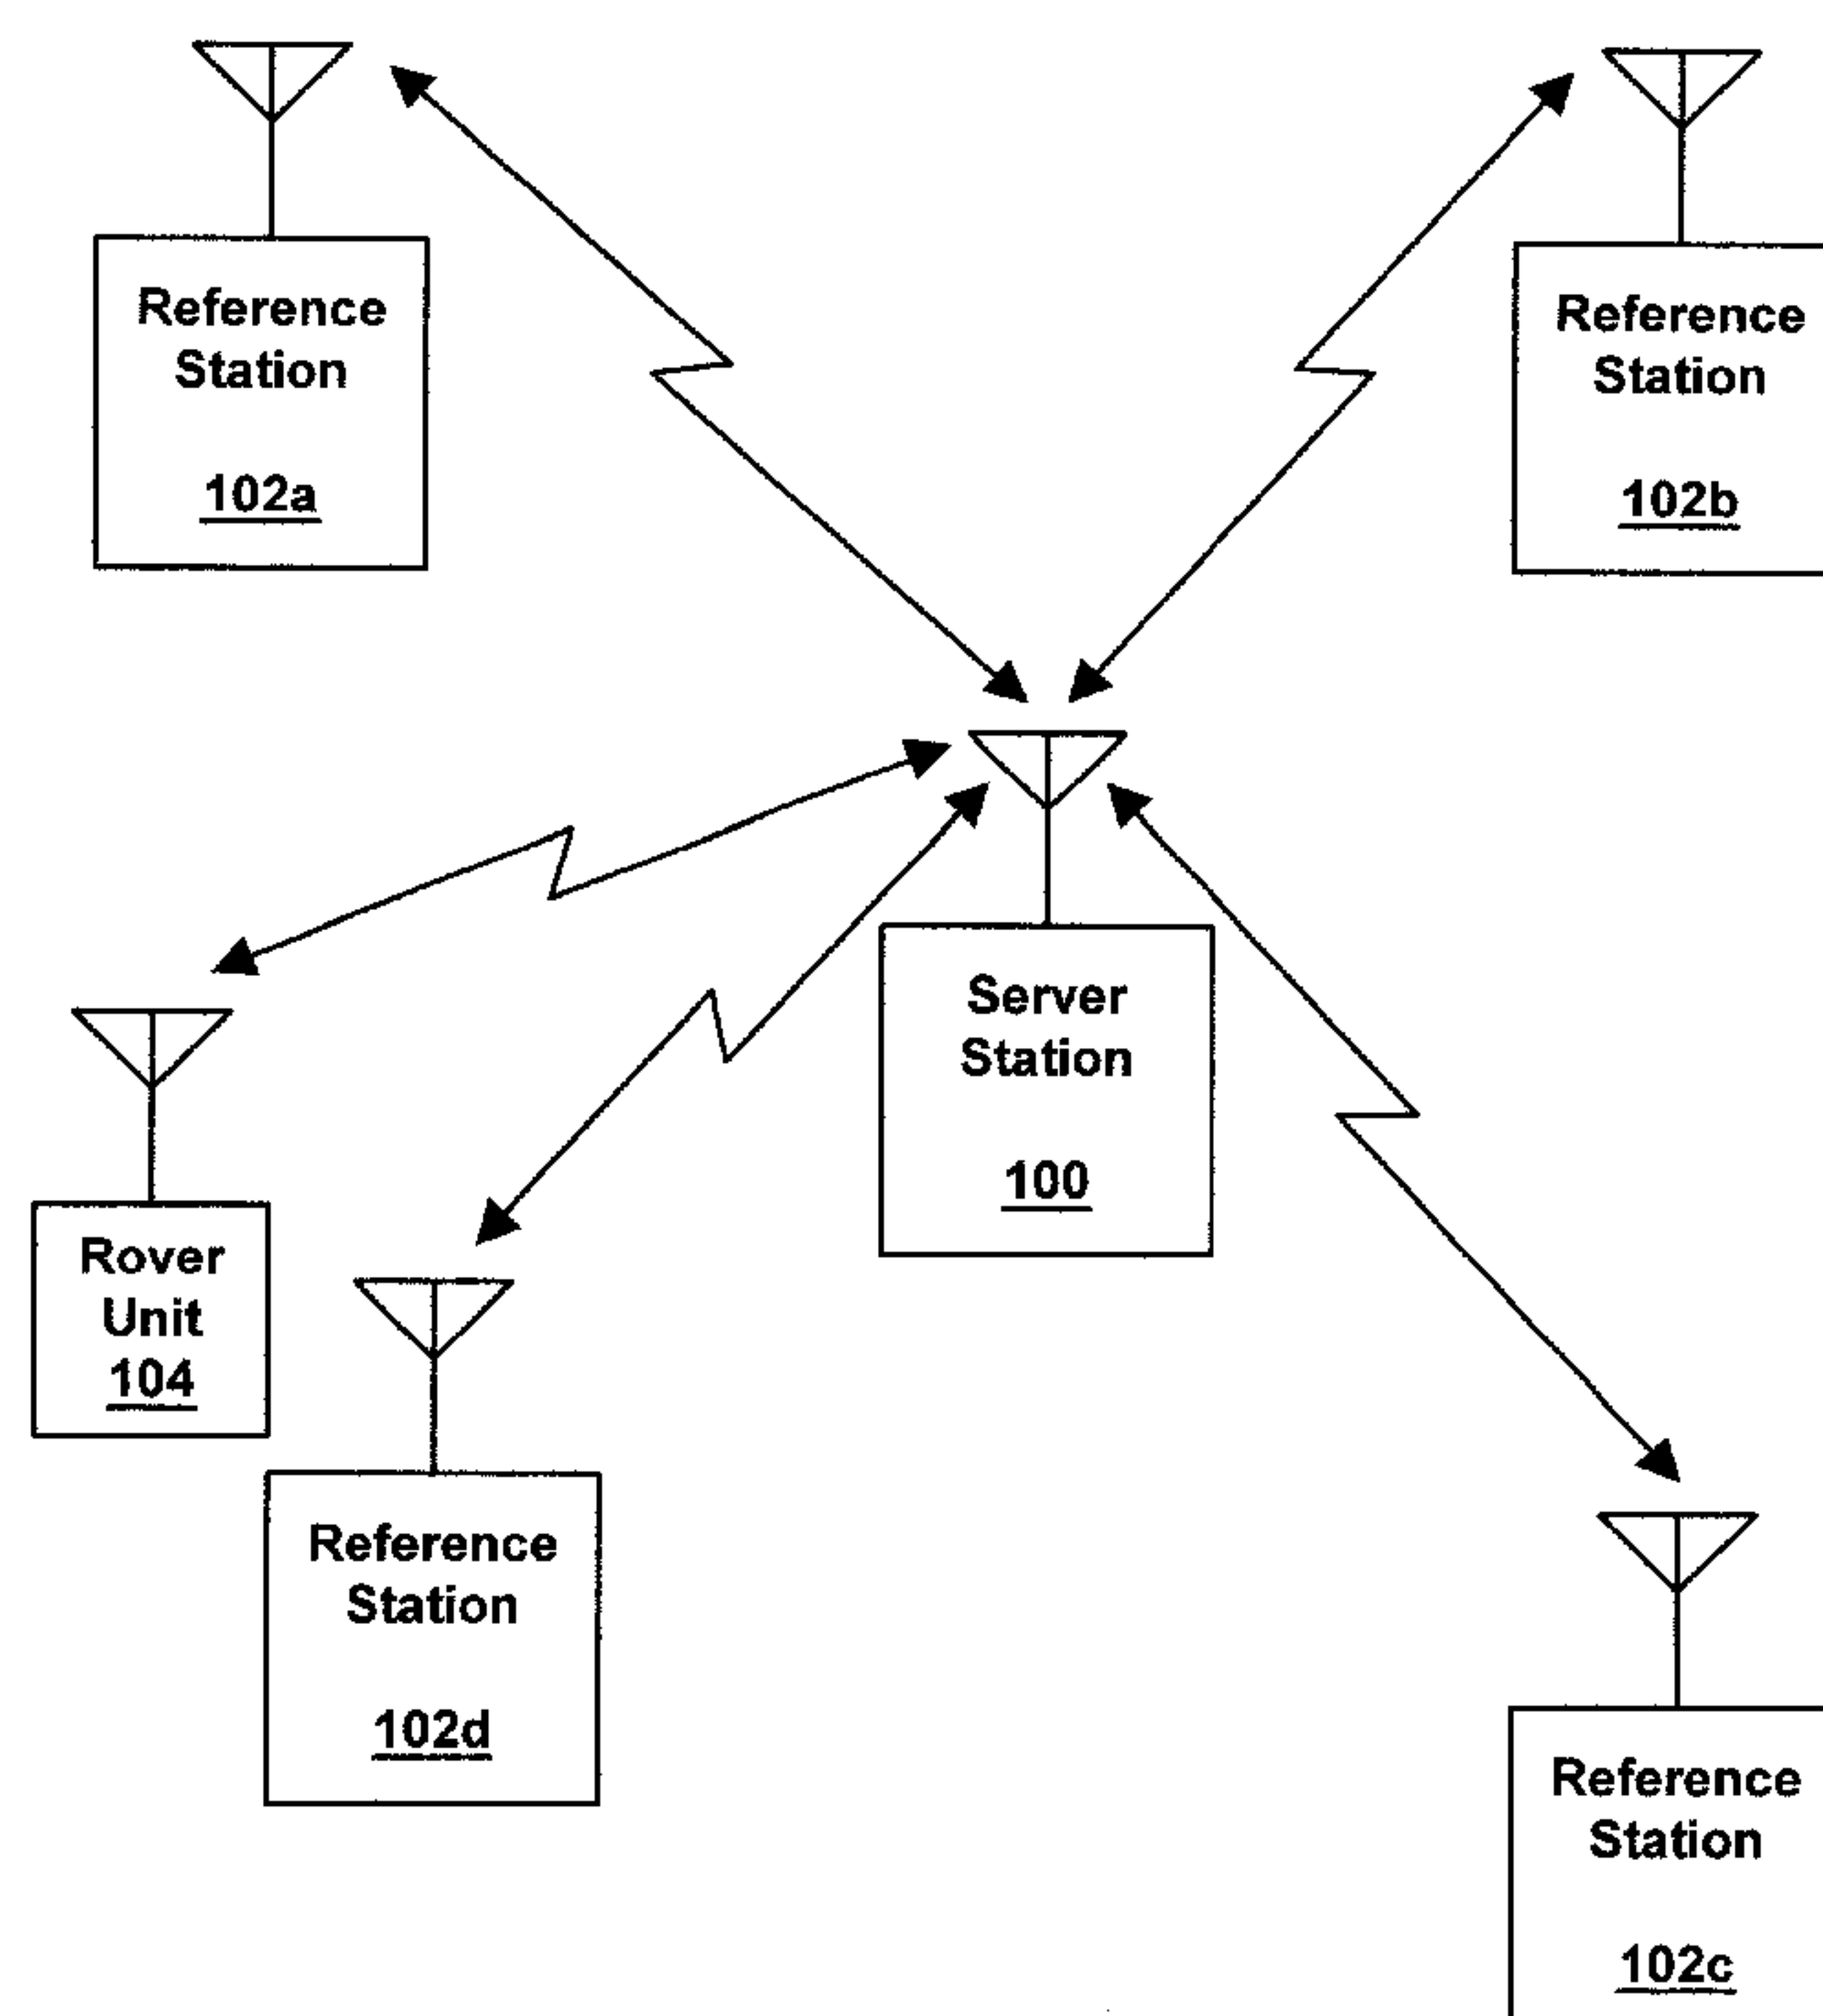 Reference
Station
102a
Reference
Station
102b
Server
Station
100
Rover
Unit
104
Reference
Station
102d
Reference
Station
102c